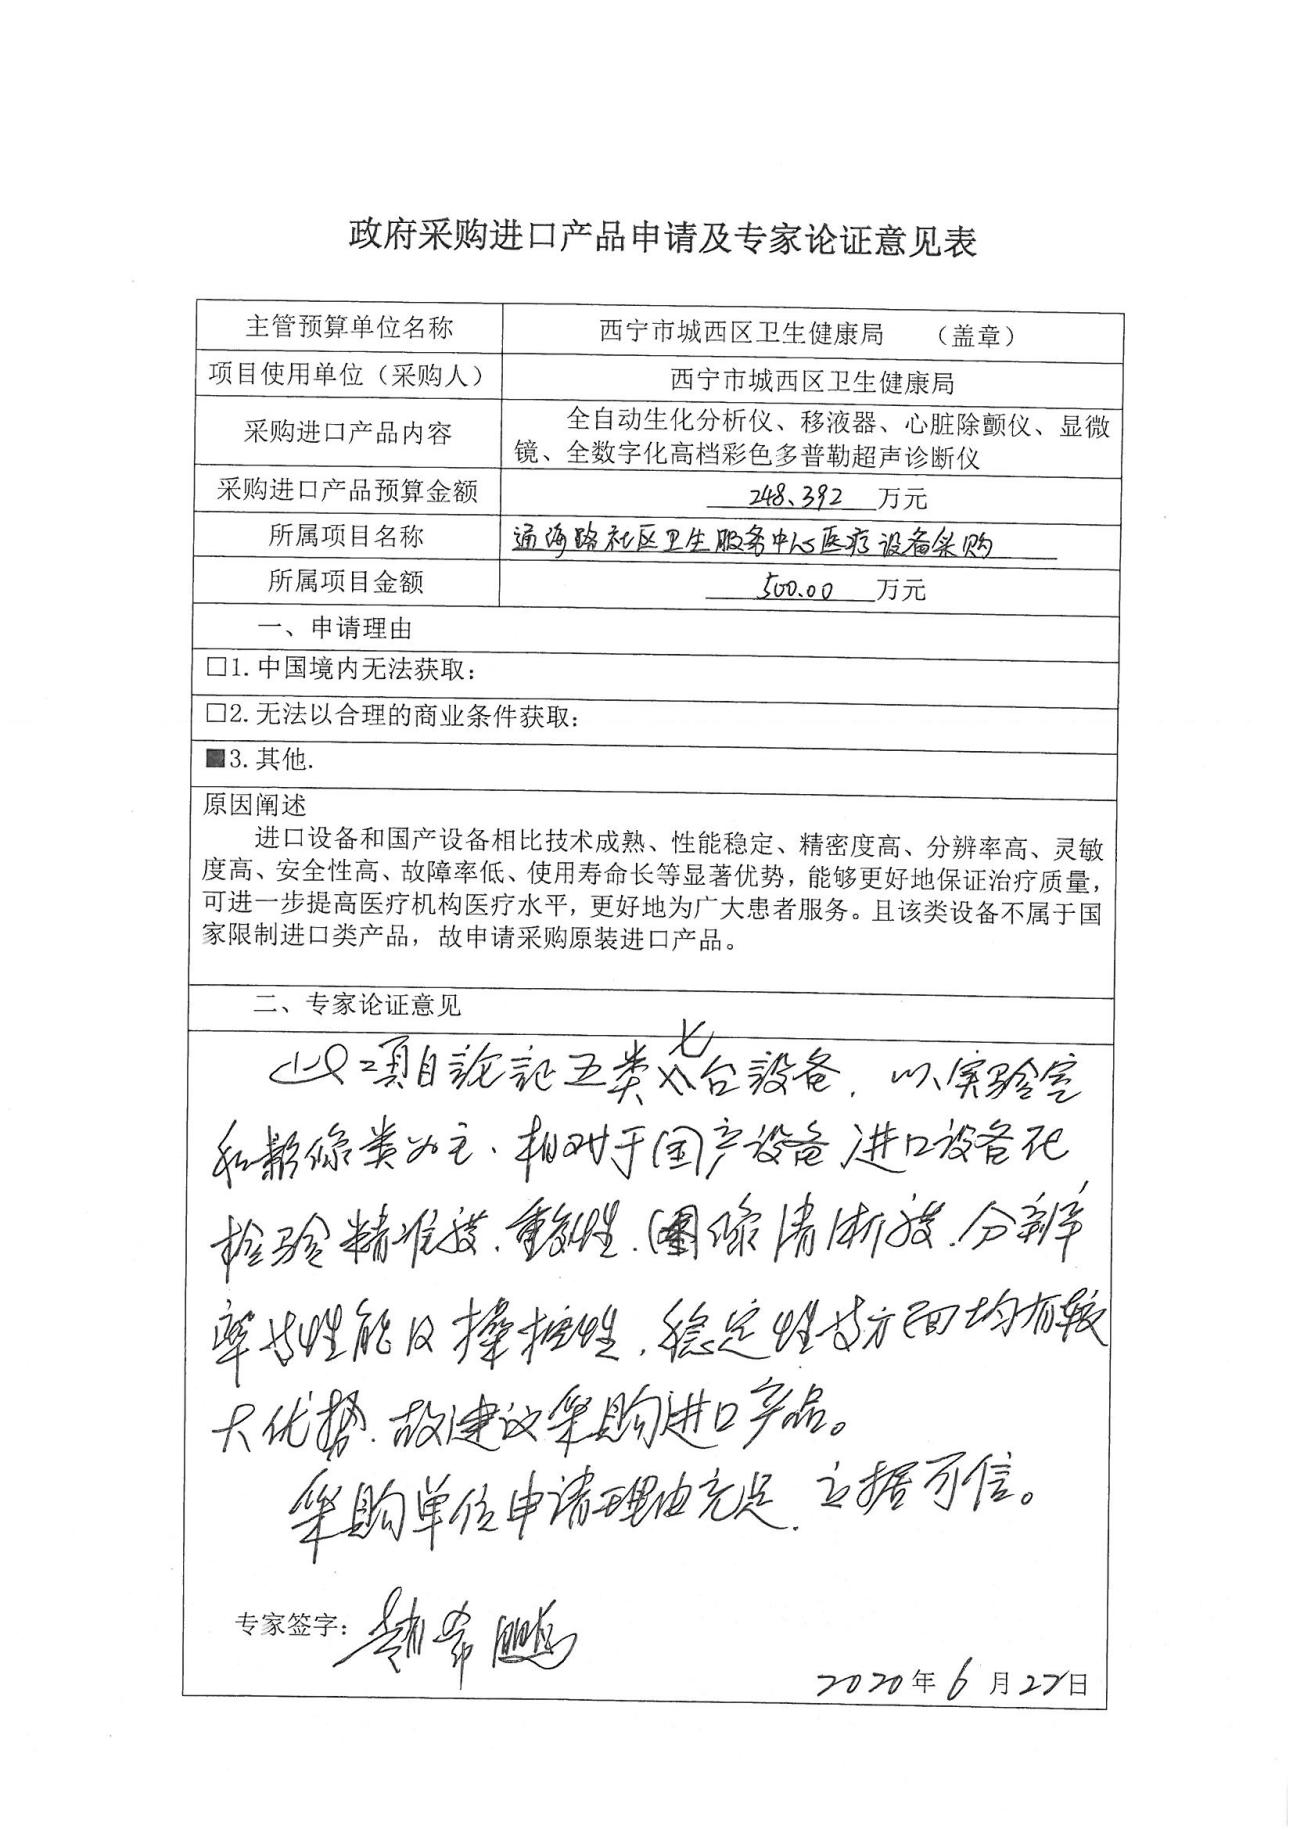 政府采购进口产品申请及专家论证意见表
主管预算单位名称 西宁市城西区卫生健康局 （盖章）
项目使用单位（采购人） 西宁市城西区卫生健康局
采购进口产品内容 全自动生化分析仪、移液器、心脏除颤仪、显微
镜、全数字化高档彩色多普勒超声诊断仪
采购进口产品预算金额 248.392 万元
所属项目名称 通海路社区卫生服务中心医疗设备采购
所属项目金额 500.00 万元
一、申请理由
□1.中国境内无法获取：
□2.无法以合理的商业条件获取：
■3.其他.
原因阐述
进口设备和国产设备相比技术成熟、性能稳定、精密度高、分辨率高、灵敏
度高、安全性高、故障率低、使用寿命长等显著优势，能够更好地保证治疗质量，
可进一步提高医疗机构医疗水平，更好地为广大患者服务。且该类设备不属于国
家限制进口类产品，故申请采购原装进口产品。
二、专家论证意见
七
项目论证五类台设备，以实验室
和影像类为主．相对于国产设备 进口设备在
检验精准度、重复性、图像清淅度、分辨
率等性能及操控性、稳定性等方面均有较
大优势．故建议采购进口产品。
采购单位申请理由充足．据可信。
专家签字：赵希鹏
2020年6月22日